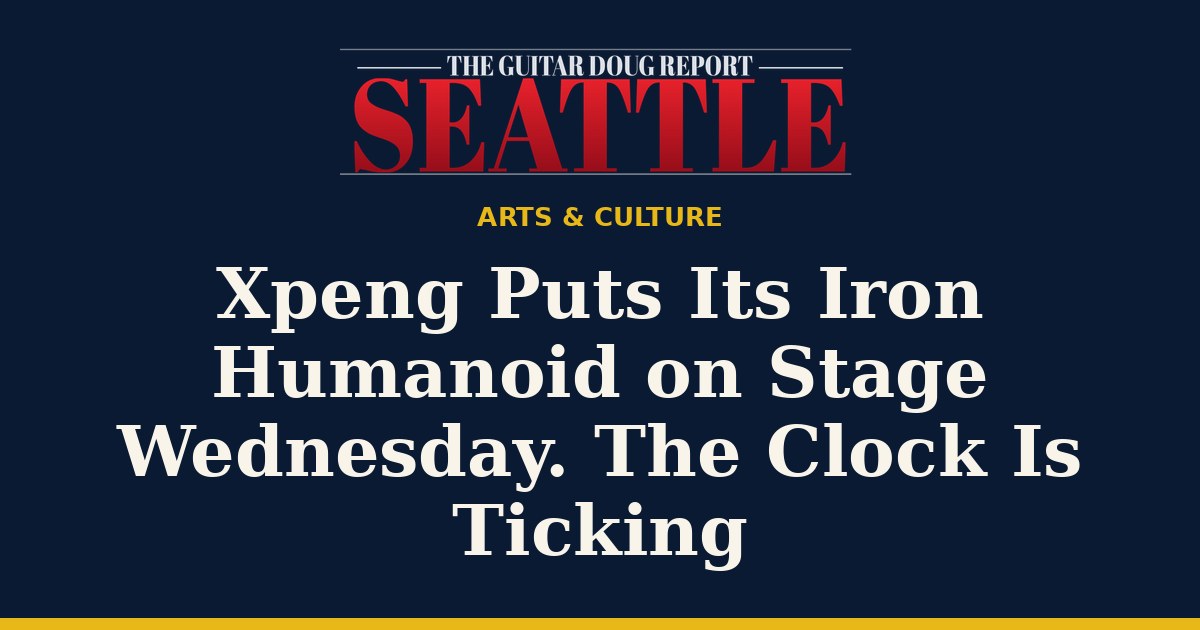 THE GUITAR DOUG REPORT
SEATTLE
ARTS & CULTURE
Xpeng Puts Its Iron
Humanoid on Stage
Wednesday. The Clock Is
Ticking